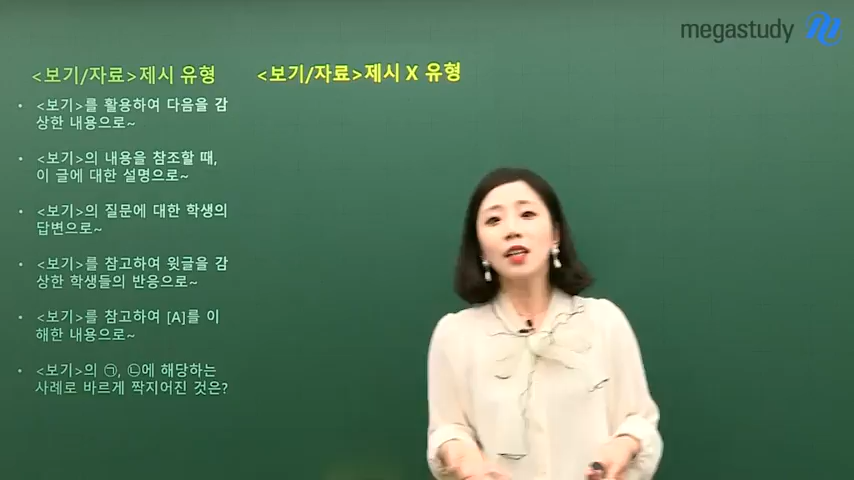 megastudy
<보기/자료>제시 유형
<보기/자료>제시 X 유형
• <보기>를 활용하여 다음을 감
상한 내용으로~
• <보기>의 내용을 참조할 때,
이 글에 대한 설명으로~
• <보기>의 질문에 대한 학생의
답변으로~
• <보기>를 참고하여 윗글을 감
상한 학생들의 반응으로~
• <보기>를 참고하여 [A]를 이
해한 내용으로~
• <보기>의 ㉠, ㉡에 해당하는
사례로 바르게 짝지어진 것은?